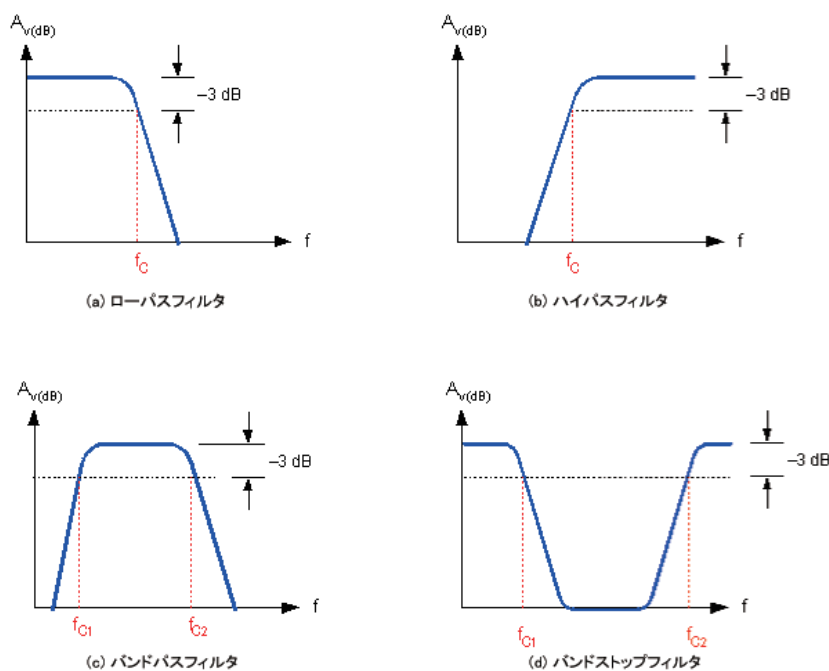 Av(dB)
–3 dB
f
fC
(a) ローパスフィルタ
Av(dB)
–3 dB
f
fC
(b) ハイパスフィルタ
Av(dB)
–3 dB
f
fC1
fC2
(c) バンドパスフィルタ
Av(dB)
–3 dB
f
fC1
fC2
(d) バンドストップフィルタ